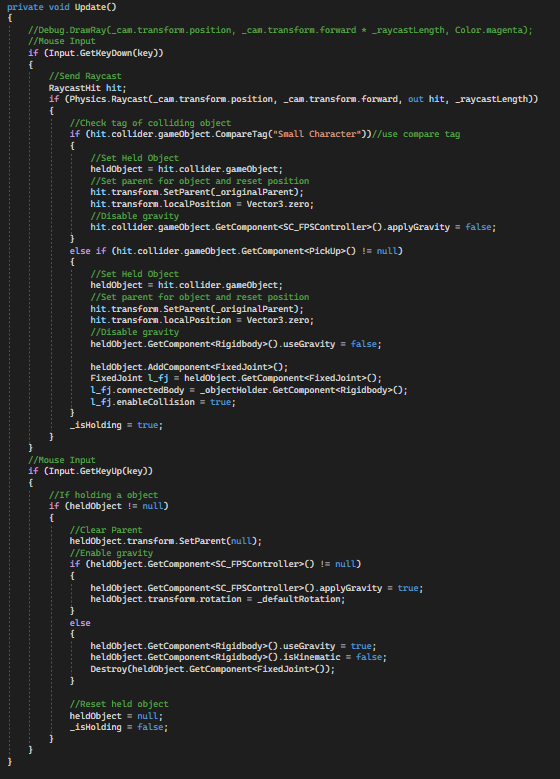 private void Update()
{
//Debug.DrawRay(_cam.transform.position, _cam.transform.forward * _raycastLength, Color.magenta);
//Mouse Input
if (Input.GetKeyDown(key))
{
//Send Raycast
RaycastHit hit;
if (Physics.Raycast(_cam.transform.position, _cam.transform.forward, out hit, _raycastLength))
{
//Check tag of colliding object
if (hit.collider.gameObject.CompareTag("Small Character"))//use compare tag
{
//Set Held Object
heldObject = hit.collider.gameObject;
//Set parent for object and reset position
hit.transform.SetParent(_originalParent);
hit.transform.localPosition = Vector3.zero;
//Disable gravity
hit.collider.gameObject.GetComponent<SC_FPSController>().applyGravity = false;
}
else if (hit.collider.gameObject.GetComponent<PickUp>() != null)
{
//Set Held Object
heldObject = hit.collider.gameObject;
//Set parent for object and reset position
hit.transform.SetParent(_originalParent);
hit.transform.localPosition = Vector3.zero;
//Disable gravity
heldObject.GetComponent<Rigidbody>().useGravity = false;

heldObject.AddComponent<FixedJoint>();
FixedJoint l_fj = heldObject.GetComponent<FixedJoint>();
l_fj.connectedBody = _objectHolder.GetComponent<Rigidbody>();
l_fj.enableCollision = true;
}
_isHolding = true;
}
}
//Mouse Input
if (Input.GetKeyUp(key))
{
//If holding a object
if (heldObject != null)
{
//Clear Parent
heldObject.transform.SetParent(null);
//Enable gravity
if (heldObject.GetComponent<SC_FPSController>() != null)
{
heldObject.GetComponent<SC_FPSController>().applyGravity = true;
heldObject.transform.rotation = _defaultRotation;
}
else
{
heldObject.GetComponent<Rigidbody>().useGravity = true;
heldObject.GetComponent<Rigidbody>().isKinematic = false;
Destroy(heldObject.GetComponent<FixedJoint>());
}

//Reset held object
heldObject = null;
_isHolding = false;
}
}
}